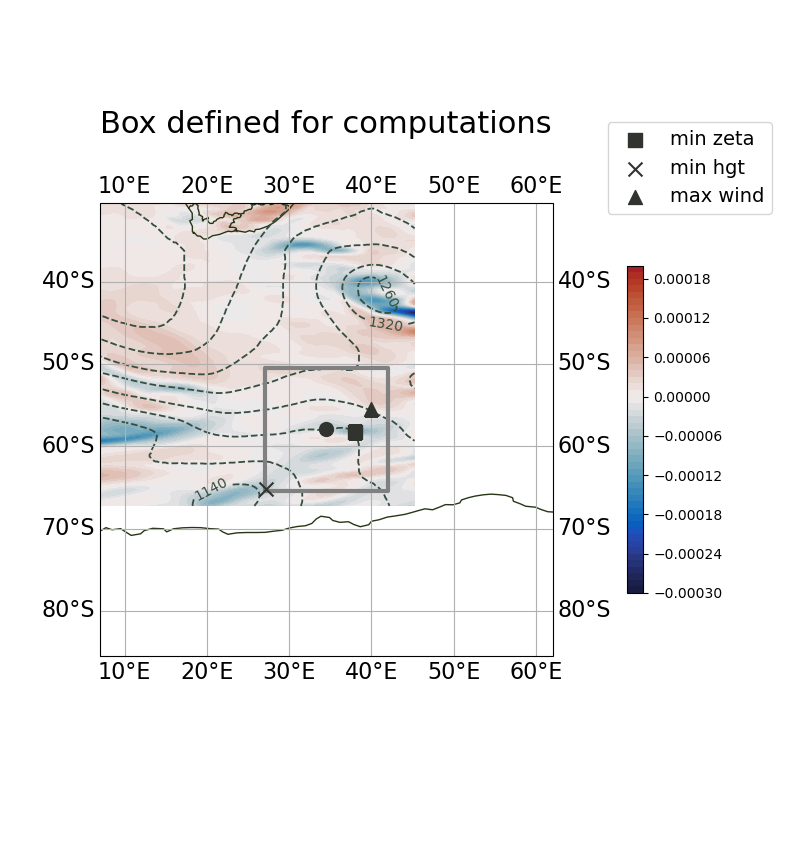 Box defined for computations
min zeta
min hgt
max wind
10°E 20°E 30°E 40°E 50°E 60°E
40°S 40°S
50°S 50°S
60°S 60°S
70°S 70°S
80°S 80°S
10°E 20°E 30°E 40°E 50°E 60°E
1260
1320
1140
0.00018
0.00012
0.00006
0.00000
−0.00006
−0.00012
−0.00018
−0.00024
−0.00030